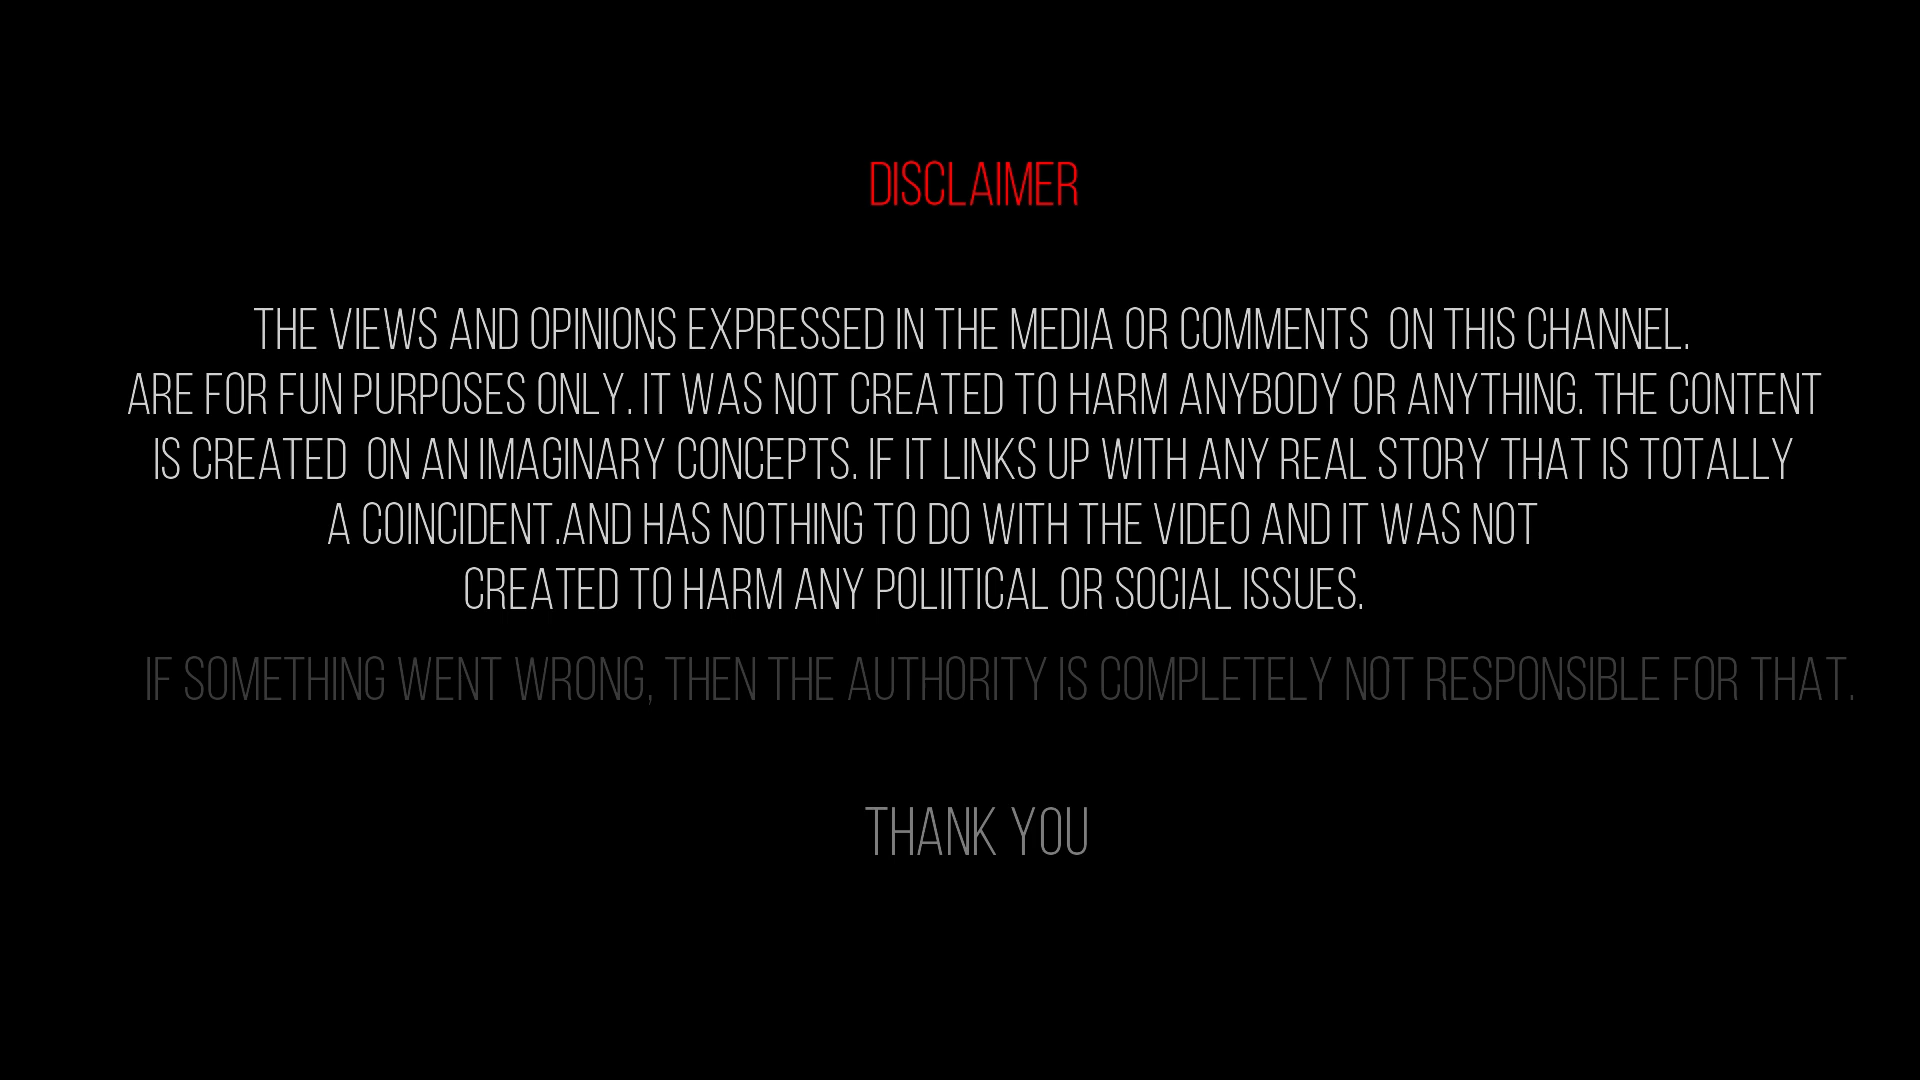 DISCLAIMER
THE VIEWS AND OPINIONS EXPRESSED IN THE MEDIA OR COMMENTS  ON THIS CHANNEL.
ARE FOR FUN PURPOSES ONLY. IT WAS NOT CREATED TO HARM ANYBODY OR ANYTHING. THE CONTENT
IS CREATED  ON AN IMAGINARY CONCEPTS. IF IT LINKS UP WITH ANY REAL STORY THAT IS TOTALLY
A COINCIDENT.AND HAS NOTHING TO DO WITH THE VIDEO AND IT WAS NOT
CREATED TO HARM ANY POLIITICAL OR SOCIAL ISSUES.
IF SOMETHING WENT WRONG, THEN THE AUTHORITY IS COMPLETELY NOT RESPONSIBLE FOR THAT.
THANK YOU